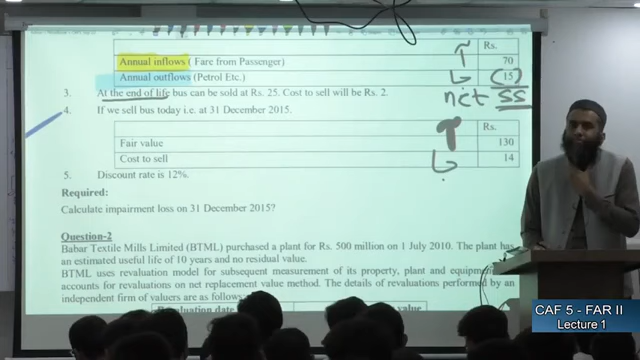 Rs.
Annual inflows ( Fare from Passenger) 70
Annual outflows (Petrol Etc.) (15)
net 55
3. At the end of life bus can be sold at Rs. 25. Cost to sell will be Rs. 2.
4. If we sell bus today i.e. at 31 December 2015.
Rs.
Fair value 130
Cost to sell 14
5. Discount rate is 12%.
Required:
Calculate impairment loss on 31 December 2015?
Question-2
Babar Textile Mills Limited (BTML) purchased a plant for Rs. 500 million on 1 July 2010. The plant has
an estimated useful life of 10 years and no residual value.
BTML uses revaluation model for subsequent measurement of its property, plant and equipment
accounts for revaluations on net replacement value method. The details of revaluations performed by an
independent firm of valuers are as follows:
Revaluation date value
CAF 5 - FAR II
Lecture 1